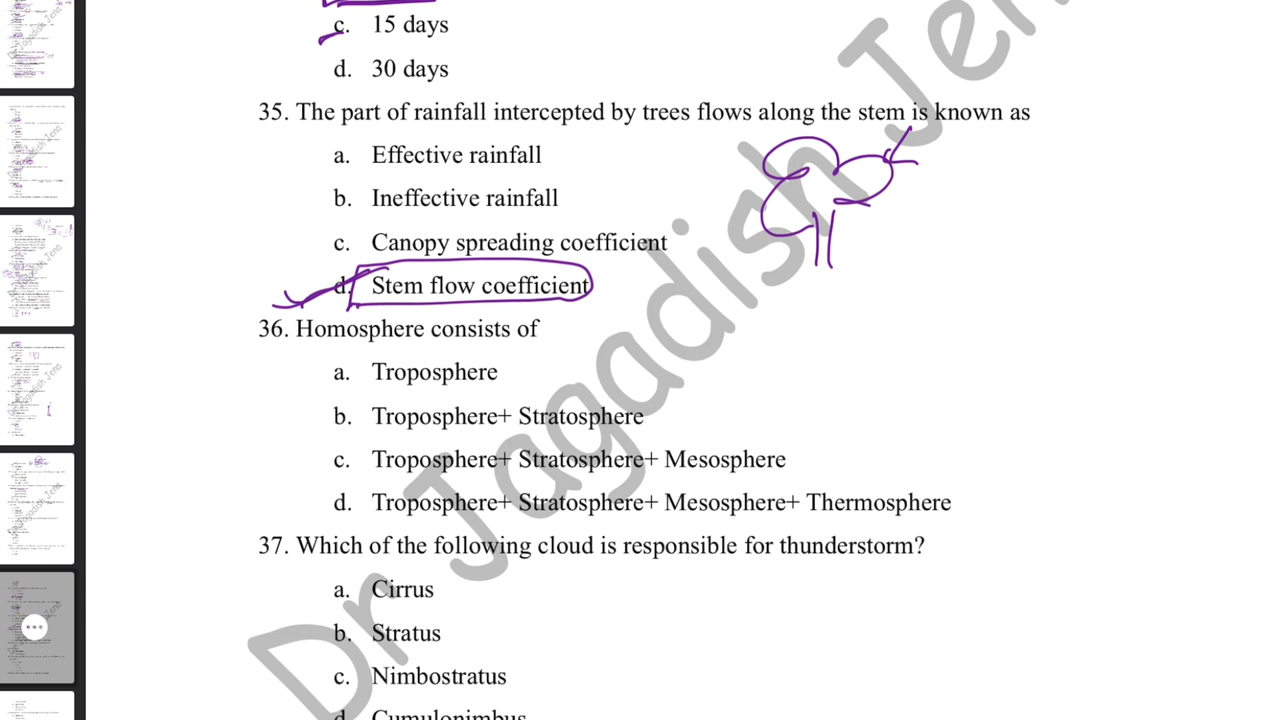 c. 15 days
d. 30 days
35. The part of rainfall intercepted by trees flows along the stem is known as
a. Effective rainfall
b. Ineffective rainfall
c. Canopy spreading coefficient
d. Stem flow coefficient
36. Homosphere consists of
a. Troposphere
b. Troposphere+ Stratosphere
c. Troposphere+ Stratosphere+ Mesosphere
d. Troposphere+ Stratosphere+ Mesosphere+ Thermosphere
37. Which of the following cloud is responsible for thunderstorm?
a. Cirrus
b. Stratus
c. Nimbostratus
d. Cumulonimbus
Dr Jagadish Jen